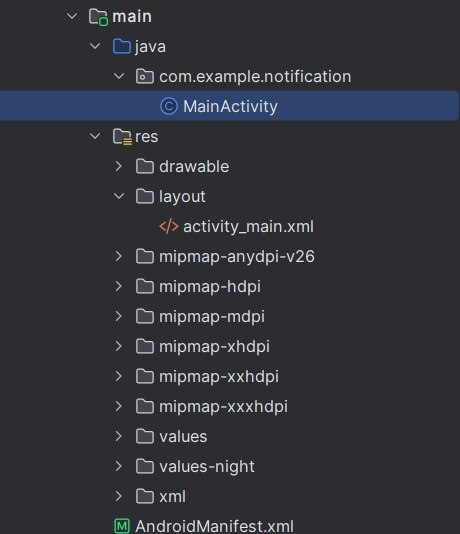 main
java
com.example.notification
MainActivity
res
drawable
layout
activity_main.xml
mipmap-anydpi-v26
mipmap-hdpi
mipmap-mdpi
mipmap-xhdpi
mipmap-xxhdpi
mipmap-xxxhdpi
values
values-night
xml
AndroidManifest.xml